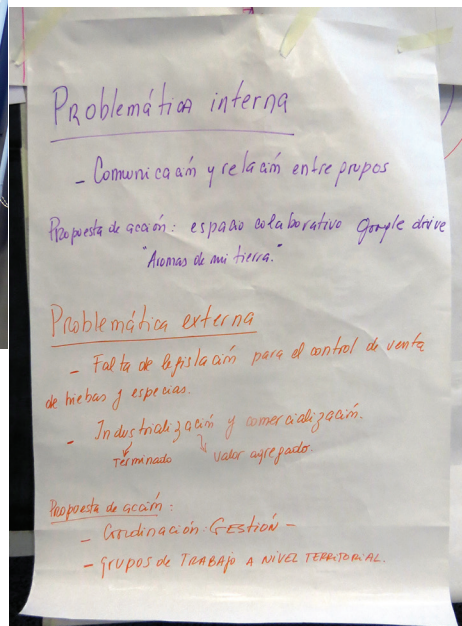 Problemática interna
- Comunicación y relación entre grupos
Propuesta de acción: espacio colaborativo google drive
"Aromas de mi tierra."
Problemática externa
- Falta de legislación para el control de venta
de hiebas y especias.
- Industrialización y comercialización.
Terminado valor agregado.
Propuesta de acción:
- Coordinación: GESTIÓN -
- GRUPOS de TRABAJO A NIVEL TERRITORIAL.